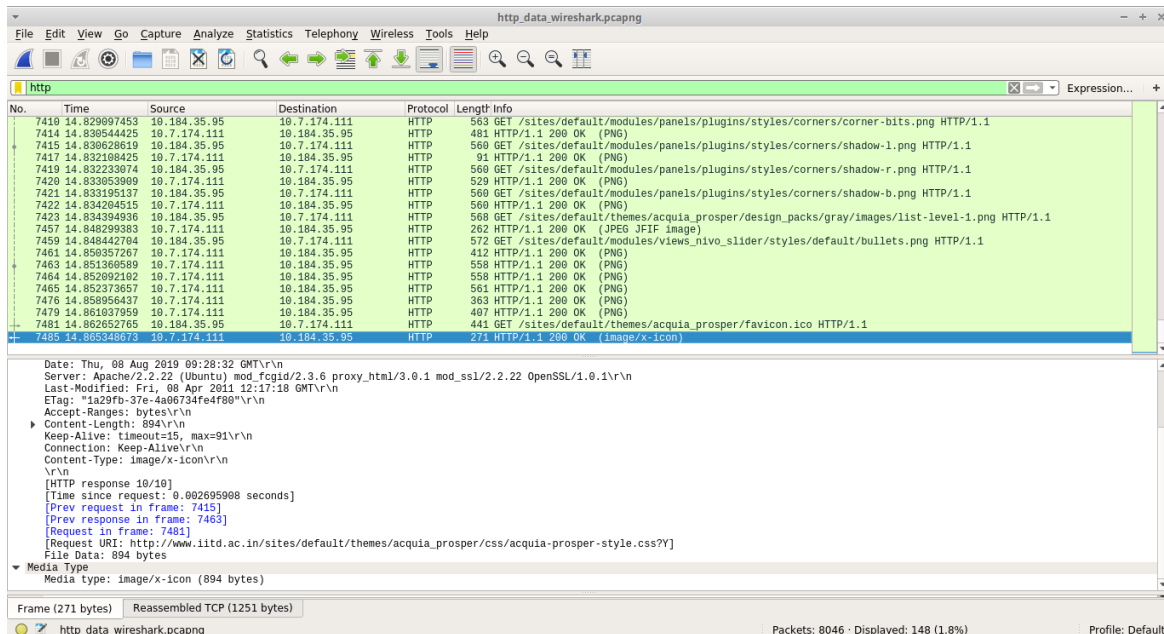 http_data_wireshark.pcapng
File Edit View Go Capture Analyze Statistics Telephony Wireless Tools Help
http Expression... +
No. Time Source Destination Protocol Length Info
7410 14.829097453 10.184.35.95 10.7.174.111 HTTP 563 GET /sites/default/modules/panels/plugins/styles/corners/corner-bits.png HTTP/1.1
7414 14.830544425 10.7.174.111 10.184.35.95 HTTP 481 HTTP/1.1 200 OK (PNG)
7415 14.830628619 10.184.35.95 10.7.174.111 HTTP 560 GET /sites/default/modules/panels/plugins/styles/corners/shadow-l.png HTTP/1.1
7417 14.832108425 10.7.174.111 10.184.35.95 HTTP 91 HTTP/1.1 200 OK (PNG)
7419 14.832233074 10.184.35.95 10.7.174.111 HTTP 560 GET /sites/default/modules/panels/plugins/styles/corners/shadow-r.png HTTP/1.1
7420 14.833053909 10.7.174.111 10.184.35.95 HTTP 529 HTTP/1.1 200 OK (PNG)
7421 14.833195137 10.184.35.95 10.7.174.111 HTTP 560 GET /sites/default/modules/panels/plugins/styles/corners/shadow-b.png HTTP/1.1
7422 14.834204515 10.7.174.111 10.184.35.95 HTTP 560 HTTP/1.1 200 OK (PNG)
7423 14.834394936 10.184.35.95 10.7.174.111 HTTP 568 GET /sites/default/themes/acquia_prosper/design_packs/gray/images/list-level-1.png HTTP/1.1
7457 14.848299383 10.7.174.111 10.184.35.95 HTTP 262 HTTP/1.1 200 OK (JPEG JFIF image)
7459 14.848442704 10.184.35.95 10.7.174.111 HTTP 572 GET /sites/default/modules/views_nivo_slider/styles/default/bullets.png HTTP/1.1
7461 14.850357267 10.7.174.111 10.184.35.95 HTTP 412 HTTP/1.1 200 OK (PNG)
7463 14.851360589 10.7.174.111 10.184.35.95 HTTP 558 HTTP/1.1 200 OK (PNG)
7464 14.852092102 10.7.174.111 10.184.35.95 HTTP 558 HTTP/1.1 200 OK (PNG)
7465 14.852373657 10.7.174.111 10.184.35.95 HTTP 561 HTTP/1.1 200 OK (PNG)
7476 14.858956437 10.7.174.111 10.184.35.95 HTTP 363 HTTP/1.1 200 OK (PNG)
7479 14.861037959 10.7.174.111 10.184.35.95 HTTP 407 HTTP/1.1 200 OK (PNG)
7481 14.862652765 10.184.35.95 10.7.174.111 HTTP 441 GET /sites/default/themes/acquia_prosper/favicon.ico HTTP/1.1
7485 14.865348673 10.7.174.111 10.184.35.95 HTTP 271 HTTP/1.1 200 OK (image/x-icon)
Date: Thu, 08 Aug 2019 09:28:32 GMT\r\n
Server: Apache/2.2.22 (Ubuntu) mod_fcgid/2.3.6 proxy_html/3.0.1 mod_ssl/2.2.22 OpenSSL/1.0.1\r\n
Last-Modified: Fri, 08 Apr 2011 12:17:18 GMT\r\n
ETag: "1a29fb-37e-4a06734fe4f80"\r\n
Accept-Ranges: bytes\r\n
Content-Length: 894\r\n
Keep-Alive: timeout=15, max=91\r\n
Connection: Keep-Alive\r\n
Content-Type: image/x-icon\r\n
\r\n
[HTTP response 10/10]
[Time since request: 0.002695908 seconds]
[Prev request in frame: 7415]
[Prev response in frame: 7463]
[Request in frame: 7481]
[Request URI: http://www.iitd.ac.in/sites/default/themes/acquia_prosper/css/acquia-prosper-style.css?Y]
File Data: 894 bytes
Media Type
Media type: image/x-icon (894 bytes)
Frame (271 bytes) Reassembled TCP (1251 bytes)
http_data_wireshark.pcapng Packets: 8046 · Displayed: 148 (1.8%) Profile: Default